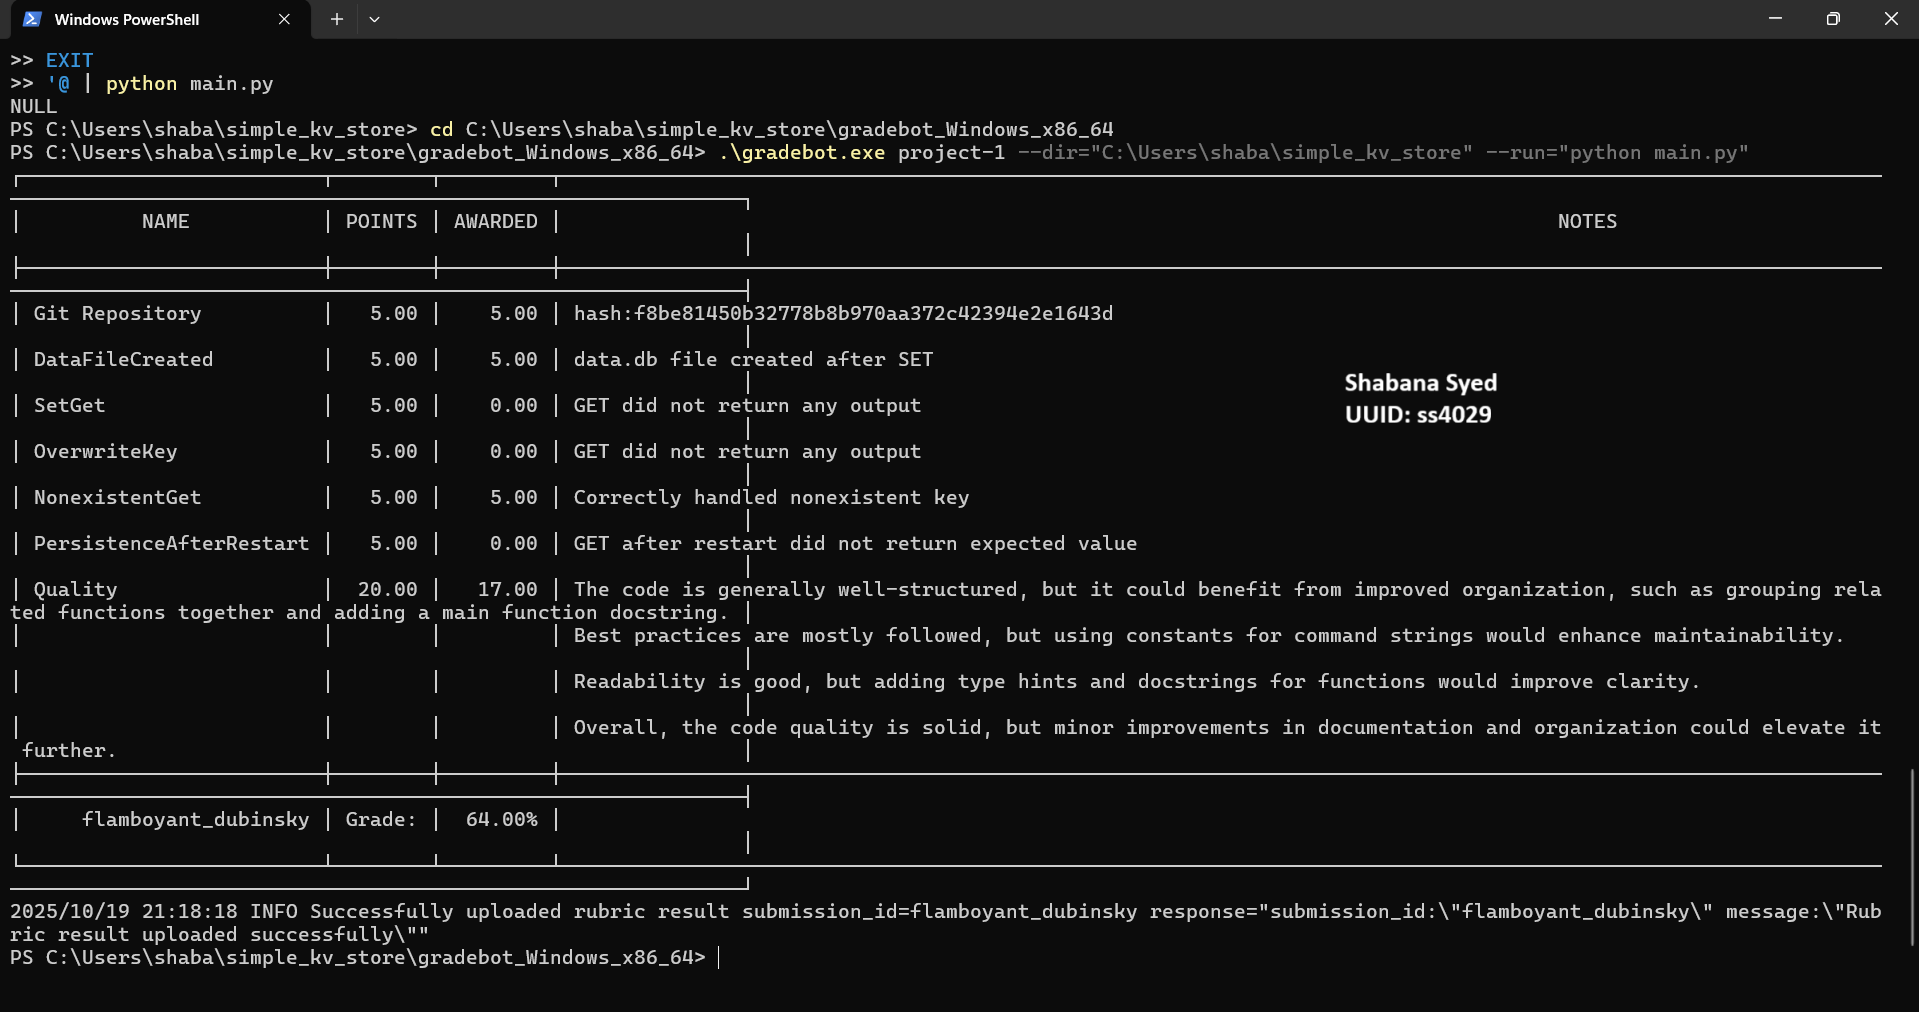 Windows PowerShell
>> EXIT
>> '@ | python main.py
NULL
PS C:\Users\shaba\simple_kv_store> cd C:\Users\shaba\simple_kv_store\gradebot_Windows_x86_64
PS C:\Users\shaba\simple_kv_store\gradebot_Windows_x86_64> .\gradebot.exe project-1 --dir="C:\Users\shaba\simple_kv_store" --run="python main.py"
NAME POINTS AWARDED NOTES
Git Repository 5.00 5.00 hash:f8be81450b32778b8b970aa372c42394e2e1643d
DataFileCreated 5.00 5.00 data.db file created after SET
Shabana Syed
SetGet 5.00 0.00 GET did not return any output
UUID: ss4029
OverwriteKey 5.00 0.00 GET did not return any output
NonexistentGet 5.00 5.00 Correctly handled nonexistent key
PersistenceAfterRestart 5.00 0.00 GET after restart did not return expected value
Quality 20.00 17.00 The code is generally well-structured, but it could benefit from improved organization, such as grouping rela
ted functions together and adding a main function docstring.
Best practices are mostly followed, but using constants for command strings would enhance maintainability.
Readability is good, but adding type hints and docstrings for functions would improve clarity.
Overall, the code quality is solid, but minor improvements in documentation and organization could elevate it
further.
flamboyant_dubinsky Grade: 64.00%
2025/10/19 21:18:18 INFO Successfully uploaded rubric result submission_id=flamboyant_dubinsky response="submission_id:\"flamboyant_dubinsky\" message:\"Rub
ric result uploaded successfully\""
PS C:\Users\shaba\simple_kv_store\gradebot_Windows_x86_64>